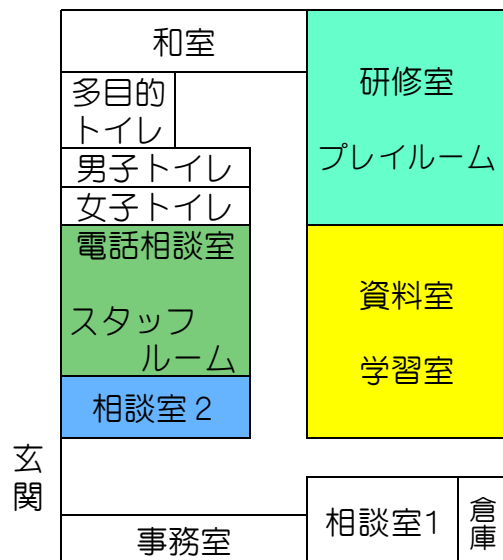 和室
多目的
トイレ
男子トイレ
女子トイレ
電話相談室
スタッフ
ルーム
相談室２
研修室
プレイルーム
資料室
学習室
玄関
事務室
相談室1
倉庫